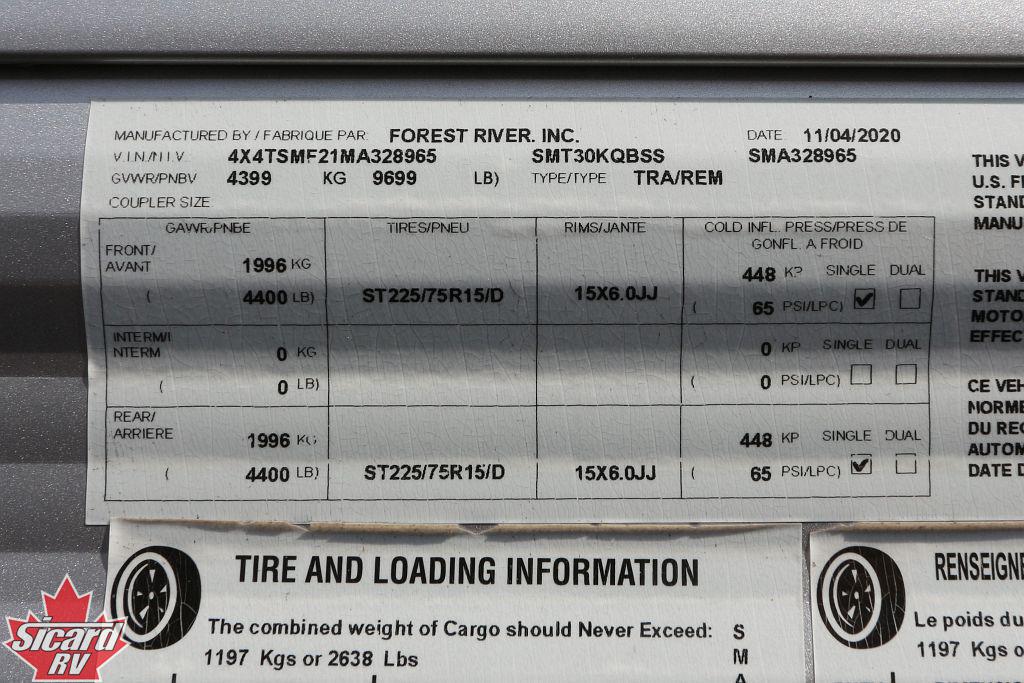 MANUFACTURED BY / FABRIQUE PAR: FOREST RIVER. INC. DATE: 11/04/2020
V.I.N./N.I.V. 4X4TSMF21MA328965 SMT30KQBSS SMA328965
GVWR/PNBV 4399 KG 9699 LB) TYPE/TYPE TRA/REM
COUPLER SIZE:
GAWR/PNBE TIRES/PNEU RIMS/JANTE COLD INFL. PRESS/PRESS DE
GONFL. A FROID
FRONT/
AVANT 1996 KG 448 KP SINGLE DUAL
( 4400 LB) ST225/75R15/D 15X6.0JJ ( 65 PSI/LPC)
INTERM/I
NTERM 0 KG 0 KP SINGLE DUAL
( 0 LB) ( 0 PSI/LPC)
REAR/
ARRIERE 1996 KG 448 KP SINGLE DUAL
( 4400 LB) ST225/75R15/D 15X6.0JJ ( 65 PSI/LPC)
THIS V
U.S. F
STAND
MANU
THIS V
STAND
MOTO
EFFEC
CE VEH
NORME
DU REG
AUTOM
DATE D
TIRE AND LOADING INFORMATION
The combined weight of Cargo should Never Exceed:
1197 Kgs or 2638 Lbs
S
M
RENSEIGNE
Le poids du
1197 Kgs o
Sicard
RV